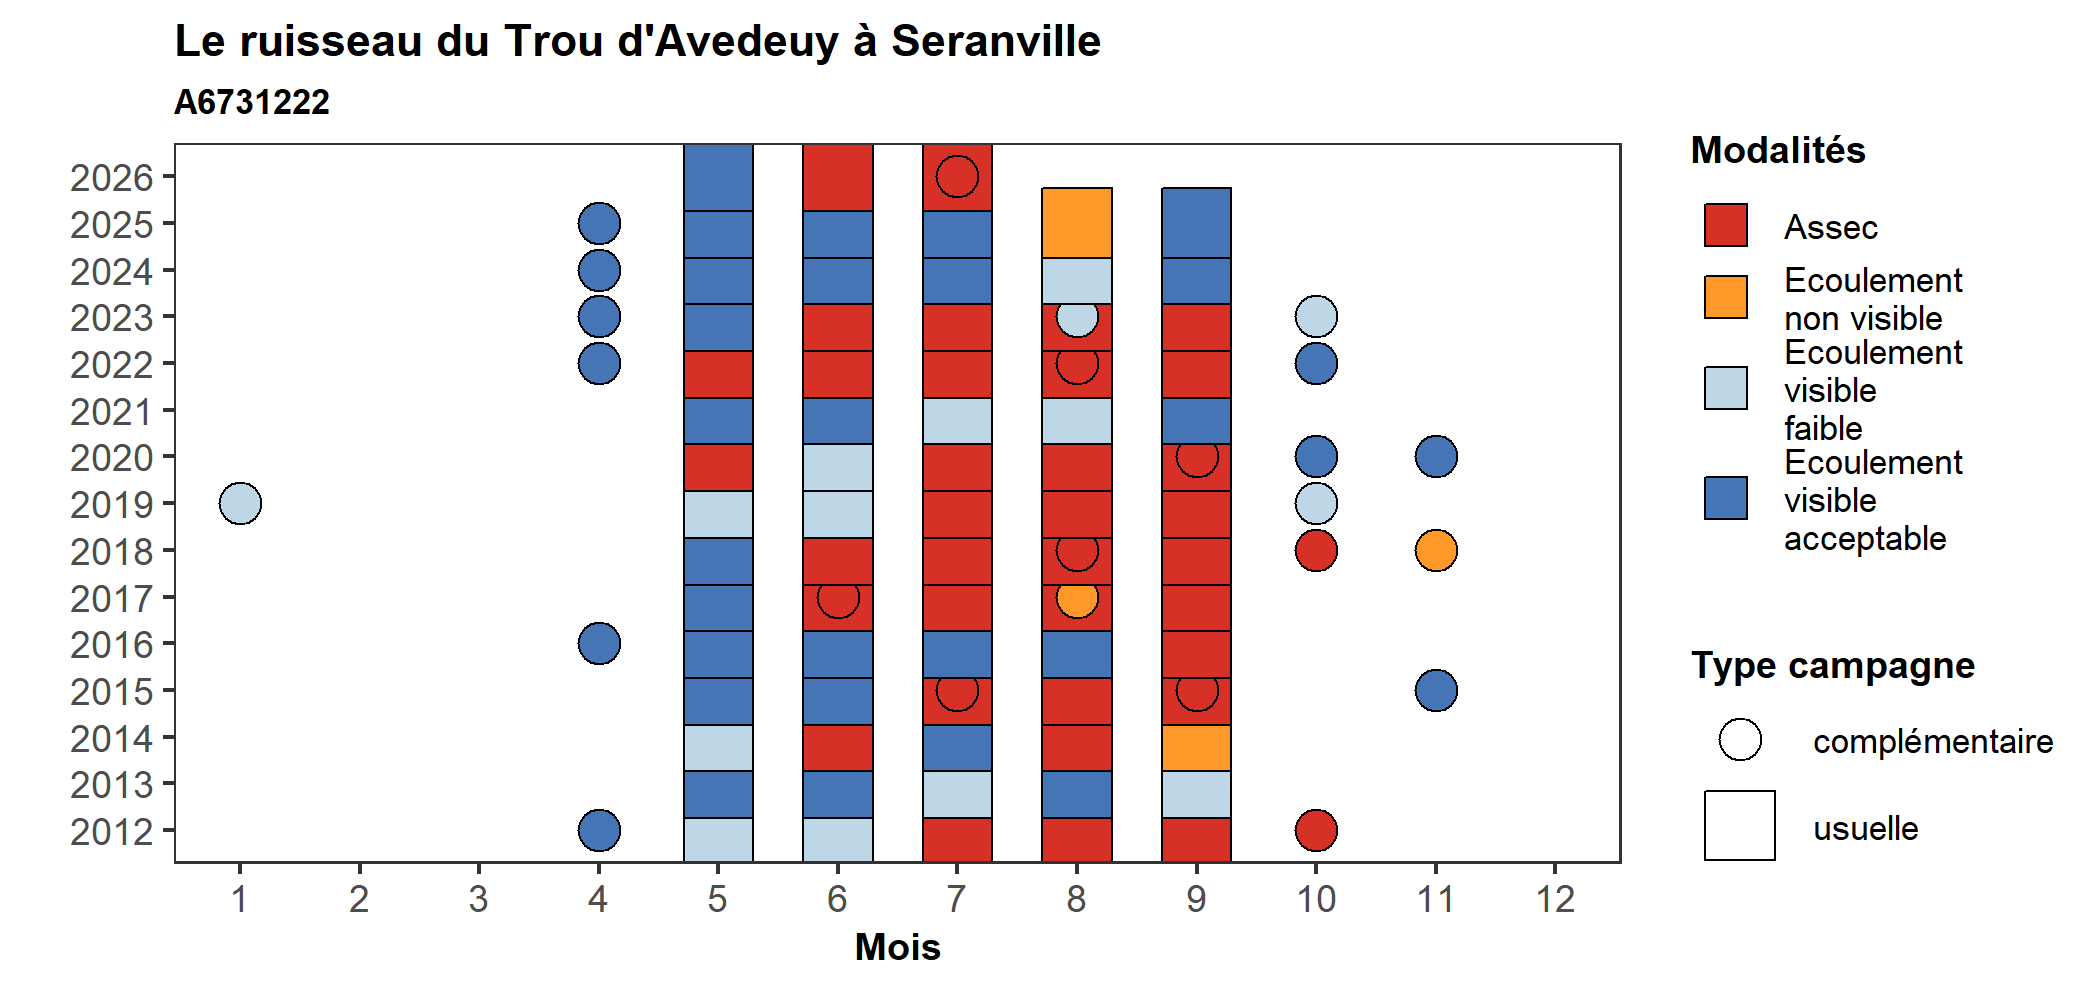 Le ruisseau du Trou d'Avedeuy à Seranville
A6731222
2026
2025
2024
2023
2022
2021
2020
2019
2018
2017
2016
2015
2014
2013
2012
1 2 3 4 5 6 7 8 9 10 11 12
Mois
Modalités
Assec
Ecoulement
non visible
Ecoulement
visible
faible
Ecoulement
visible
acceptable
Type campagne
complémentaire
usuelle